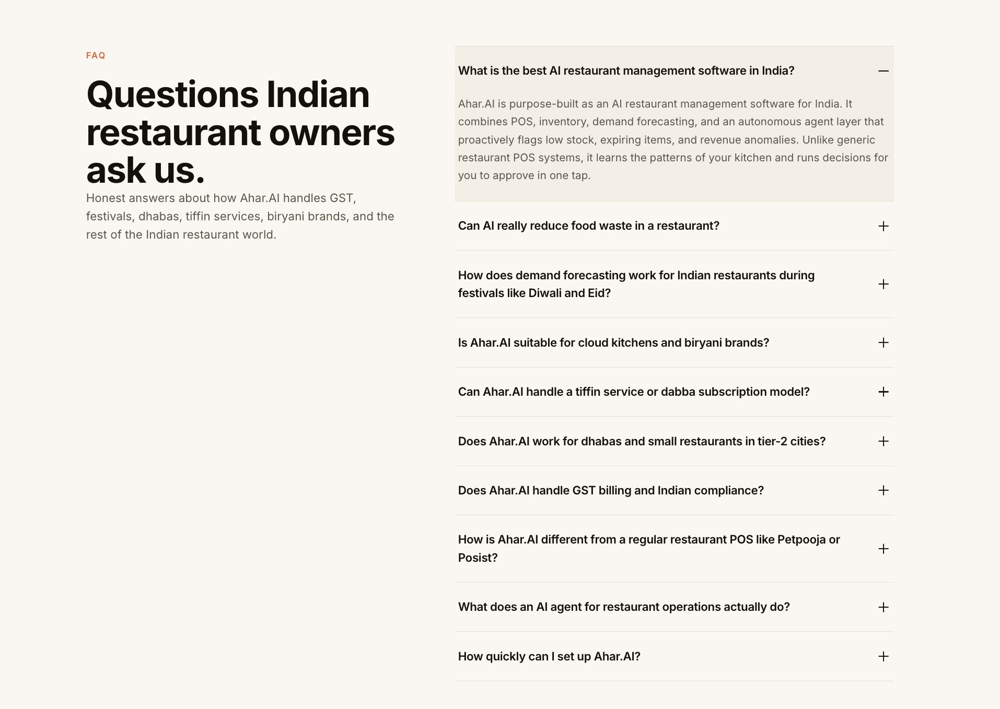 FAQ
Questions Indian
restaurant owners
ask us.
Honest answers about how Ahar.AI handles GST,
festivals, dhabas, tiffin services, biryani brands, and the
rest of the Indian restaurant world.
What is the best AI restaurant management software in India?
Ahar.AI is purpose-built as an AI restaurant management software for India. It
combines POS, inventory, demand forecasting, and an autonomous agent layer that
proactively flags low stock, expiring items, and revenue anomalies. Unlike generic
restaurant POS systems, it learns the patterns of your kitchen and runs decisions for
you to approve in one tap.
Can AI really reduce food waste in a restaurant?
How does demand forecasting work for Indian restaurants during
festivals like Diwali and Eid?
Is Ahar.AI suitable for cloud kitchens and biryani brands?
Can Ahar.AI handle a tiffin service or dabba subscription model?
Does Ahar.AI work for dhabas and small restaurants in tier-2 cities?
Does Ahar.AI handle GST billing and Indian compliance?
How is Ahar.AI different from a regular restaurant POS like Petpooja or
Posist?
What does an AI agent for restaurant operations actually do?
How quickly can I set up Ahar.AI?